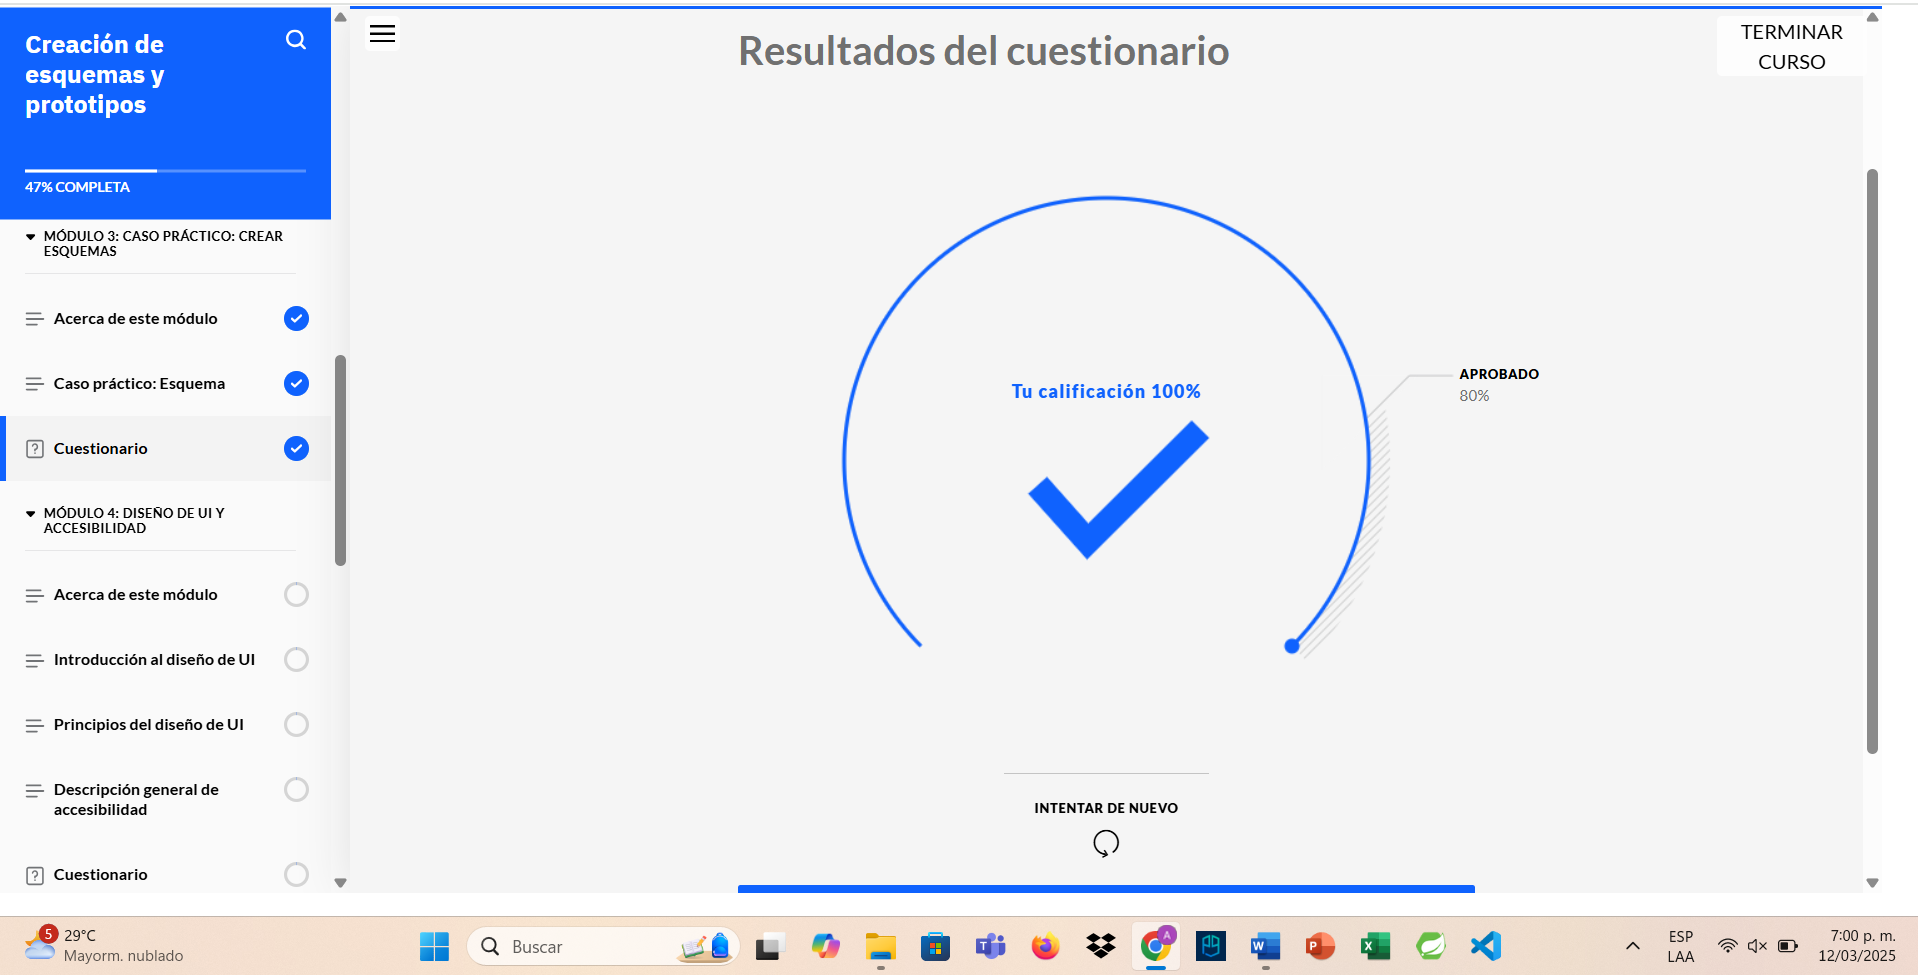 Creación de
esquemas y
prototipos
47% COMPLETA
MÓDULO 3: CASO PRÁCTICO: CREAR
ESQUEMAS
Acerca de este módulo
Caso práctico: Esquema
? Cuestionario
MÓDULO 4: DISEÑO DE UI Y
ACCESIBILIDAD
Acerca de este módulo
Introducción al diseño de UI
Principios del diseño de UI
Descripción general de
accesibilidad
? Cuestionario
Resultados del cuestionario
TERMINAR
CURSO
Tu calificación 100%
APROBADO
80%
INTENTAR DE NUEVO
5
29°C
Mayorm. nublado
Buscar
T
A
PG
W
P
X
ESP
LAA
7:00 p. m.
12/03/2025